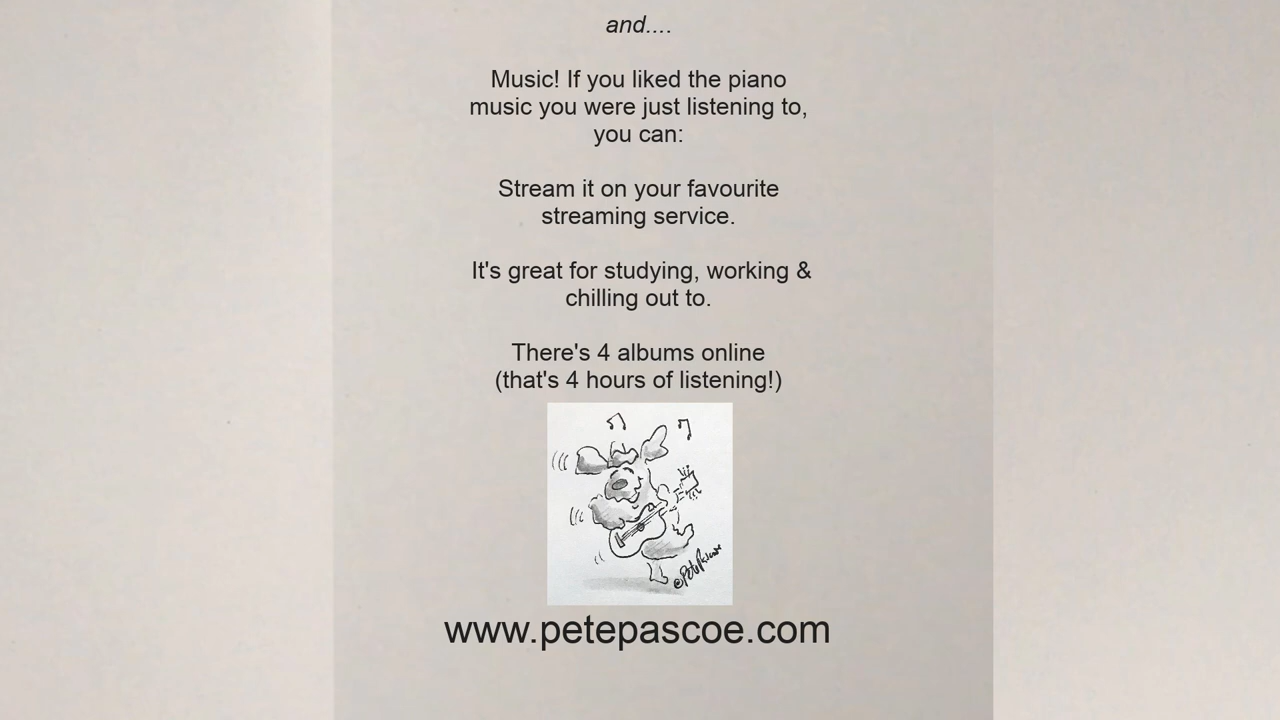 and....
Music! If you liked the piano
music you were just listening to,
you can:
Stream it on your favourite
streaming service.
It's great for studying, working &
chilling out to.
There's 4 albums online
(that's 4 hours of listening!)
©PetePascoe
www.petepascoe.com